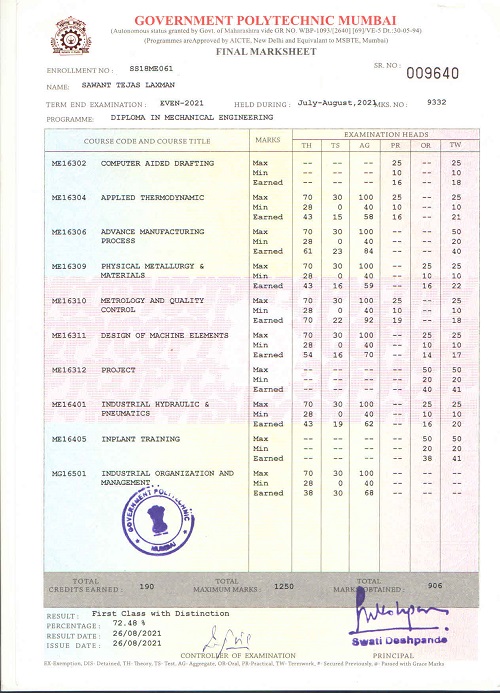 GOVERNMENT POLYTECHNIC MUMBAI
(Autonomous status granted by Govt. of Maharashtra vide GR NO. WBP-1093/[2640] [69]/VE-5 Dt.:30-05-94)
(Programmes areApproved by AICTE, New Delhi and Equivalent to MSBTE, Mumbai)
FINAL MARKSHEET
ENROLLMENT NO : SS18ME061 SR. NO : 009640
NAME: SAWANT TEJAS LAXMAN
TERM END EXAMINATION : EVEN-2021 HELD DURING : July-August,2021 MKS. NO : 9332
PROGRAMME: DIPLOMA IN MECHANICAL ENGINEERING
COURSE CODE AND COURSE TITLE MARKS EXAMINATION HEADS
TH TS AG PR OR TW
ME16302 COMPUTER AIDED DRAFTING Max -- -- -- 25 -- 25
Min -- -- -- 10 -- 10
Earned -- -- -- 16 -- 18
ME16304 APPLIED THERMODYNAMIC Max 70 30 100 25 -- 25
Min 28 0 40 10 -- 10
Earned 43 15 58 16 -- 21
ME16306 ADVANCE MANUFACTURING Max 70 30 100 -- -- 50
PROCESS Min 28 0 40 -- -- 20
Earned 61 23 84 -- -- 40
ME16309 PHYSICAL METALLURGY & Max 70 30 100 -- 25 25
MATERIALS Min 28 0 40 -- 10 10
Earned 43 16 59 -- 16 22
ME16310 METROLOGY AND QUALITY Max 70 30 100 25 -- 25
CONTROL Min 28 0 40 10 -- 10
Earned 70 22 92 19 -- 18
ME16311 DESIGN OF MACHINE ELEMENTS Max 70 30 100 -- 25 25
Min 28 0 40 -- 10 10
Earned 54 16 70 -- 14 17
ME16312 PROJECT Max -- -- -- -- 50 50
Min -- -- -- -- 20 20
Earned -- -- -- -- 40 41
ME16401 INDUSTRIAL HYDRAULIC & Max 70 30 100 -- 25 25
PNEUMATICS Min 28 0 40 -- 10 10
Earned 43 19 62 -- 16 20
ME16405 INPLANT TRAINING Max -- -- -- -- 50 50
Min -- -- -- -- 20 20
Earned -- -- -- -- 38 41
MG16501 INDUSTRIAL ORGANIZATION AND Max 70 30 100 -- -- --
MANAGEMENT Min 28 0 40 -- -- --
Earned 38 30 68 -- -- --
GOVERNMENT POLYTECHNIC
MUMBAI
TOTAL CREDITS EARNED : 190 TOTAL MAXIMUM MARKS : 1250 TOTAL MARKS OBTAINED : 906
RESULT : First Class with Distinction
PERCENTAGE : 72.48 %
RESULT DATE : 26/08/2021
ISSUE DATE : 26/08/2021
Swati Deshpande
CONTROLLER OF EXAMINATION PRINCIPAL
EX-Exemption, DIS- Detained, TH- Theory, TS- Test, AG- Aggregate, OR-Oral, PR-Practical, TW- Termwork, #- Secured Previously, @- Passed with Grace Marks